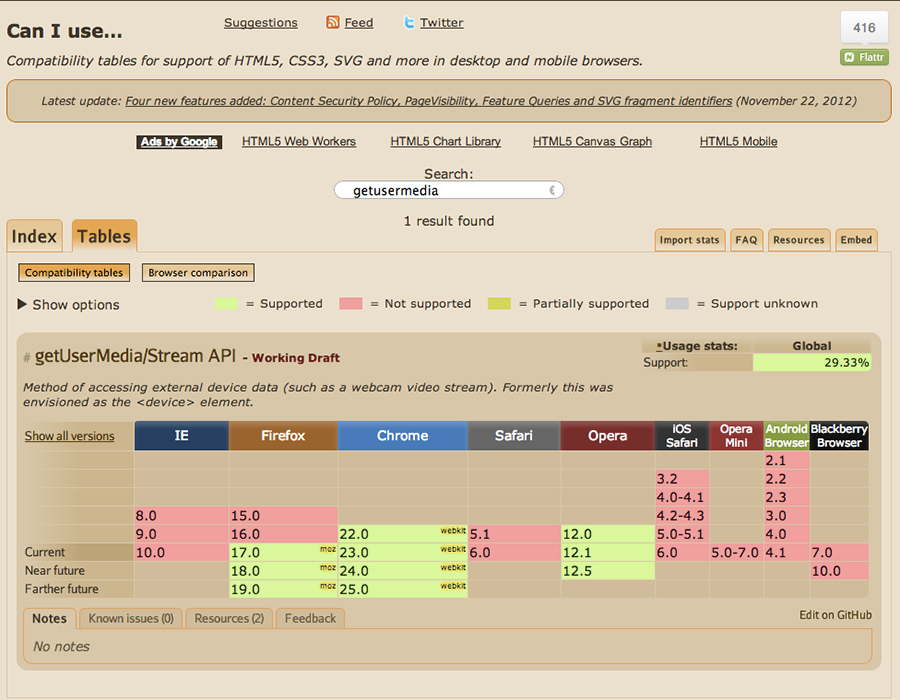 Can I use...
Suggestions Feed Twitter
416
Flattr
Compatibility tables for support of HTML5, CSS3, SVG and more in desktop and mobile browsers.
Latest update: Four new features added: Content Security Policy, PageVisibility, Feature Queries and SVG fragment identifiers (November 22, 2012)
Ads by Google HTML5 Web Workers HTML5 Chart Library HTML5 Canvas Graph HTML5 Mobile
Search:
getusermedia
1 result found
Index Tables Import stats FAQ Resources Embed
Compatibility tables Browser comparison
Show options = Supported = Not supported = Partially supported = Support unknown
# getUserMedia/Stream API - Working Draft
*Usage stats: Global
Support: 29.33%
Method of accessing external device data (such as a webcam video stream). Formerly this was
envisioned as the <device> element.
Show all versions IE Firefox Chrome Safari Opera iOS Safari Opera Mini Android Browser Blackberry Browser
2.1
3.2 2.2
4.0-4.1 2.3
8.0 15.0 4.2-4.3 3.0
9.0 16.0 22.0 webkit 5.1 12.0 5.0-5.1 4.0
Current 10.0 17.0 moz 23.0 webkit 6.0 12.1 6.0 5.0-7.0 4.1 7.0
Near future 18.0 moz 24.0 webkit 12.5 10.0
Farther future 19.0 moz 25.0 webkit
Notes Known issues (0) Resources (2) Feedback Edit on GitHub
No notes